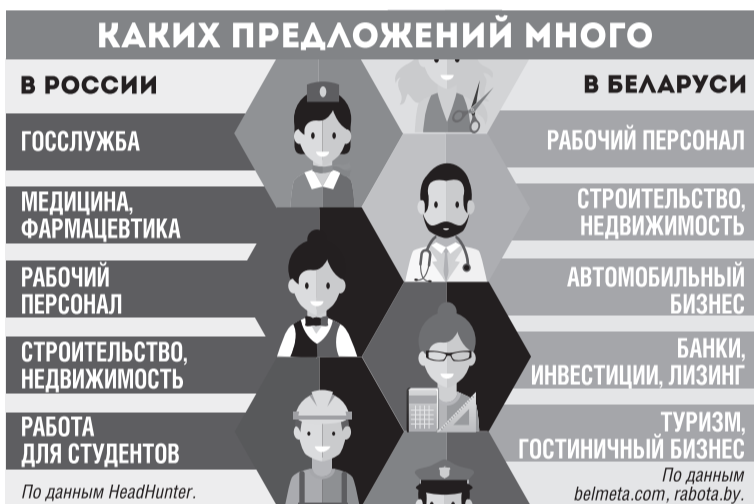 КАКИХ ПРЕДЛОЖЕНИЙ МНОГО
В РОССИИ
ГОССЛУЖБА
МЕДИЦИНА,
ФАРМАЦЕВТИКА
РАБОЧИЙ
ПЕРСОНАЛ
СТРОИТЕЛЬСТВО,
НЕДВИЖИМОСТЬ
РАБОТА
ДЛЯ СТУДЕНТОВ
По данным HeadHunter.
В БЕЛАРУСИ
РАБОЧИЙ ПЕРСОНАЛ
СТРОИТЕЛЬСТВО,
НЕДВИЖИМОСТЬ
АВТОМОБИЛЬНЫЙ
БИЗНЕС
БАНКИ,
ИНВЕСТИЦИИ, ЛИЗИНГ
ТУРИЗМ,
ГОСТИНИЧНЫЙ БИЗНЕС
По данным
belmeta.com, rabota.by.